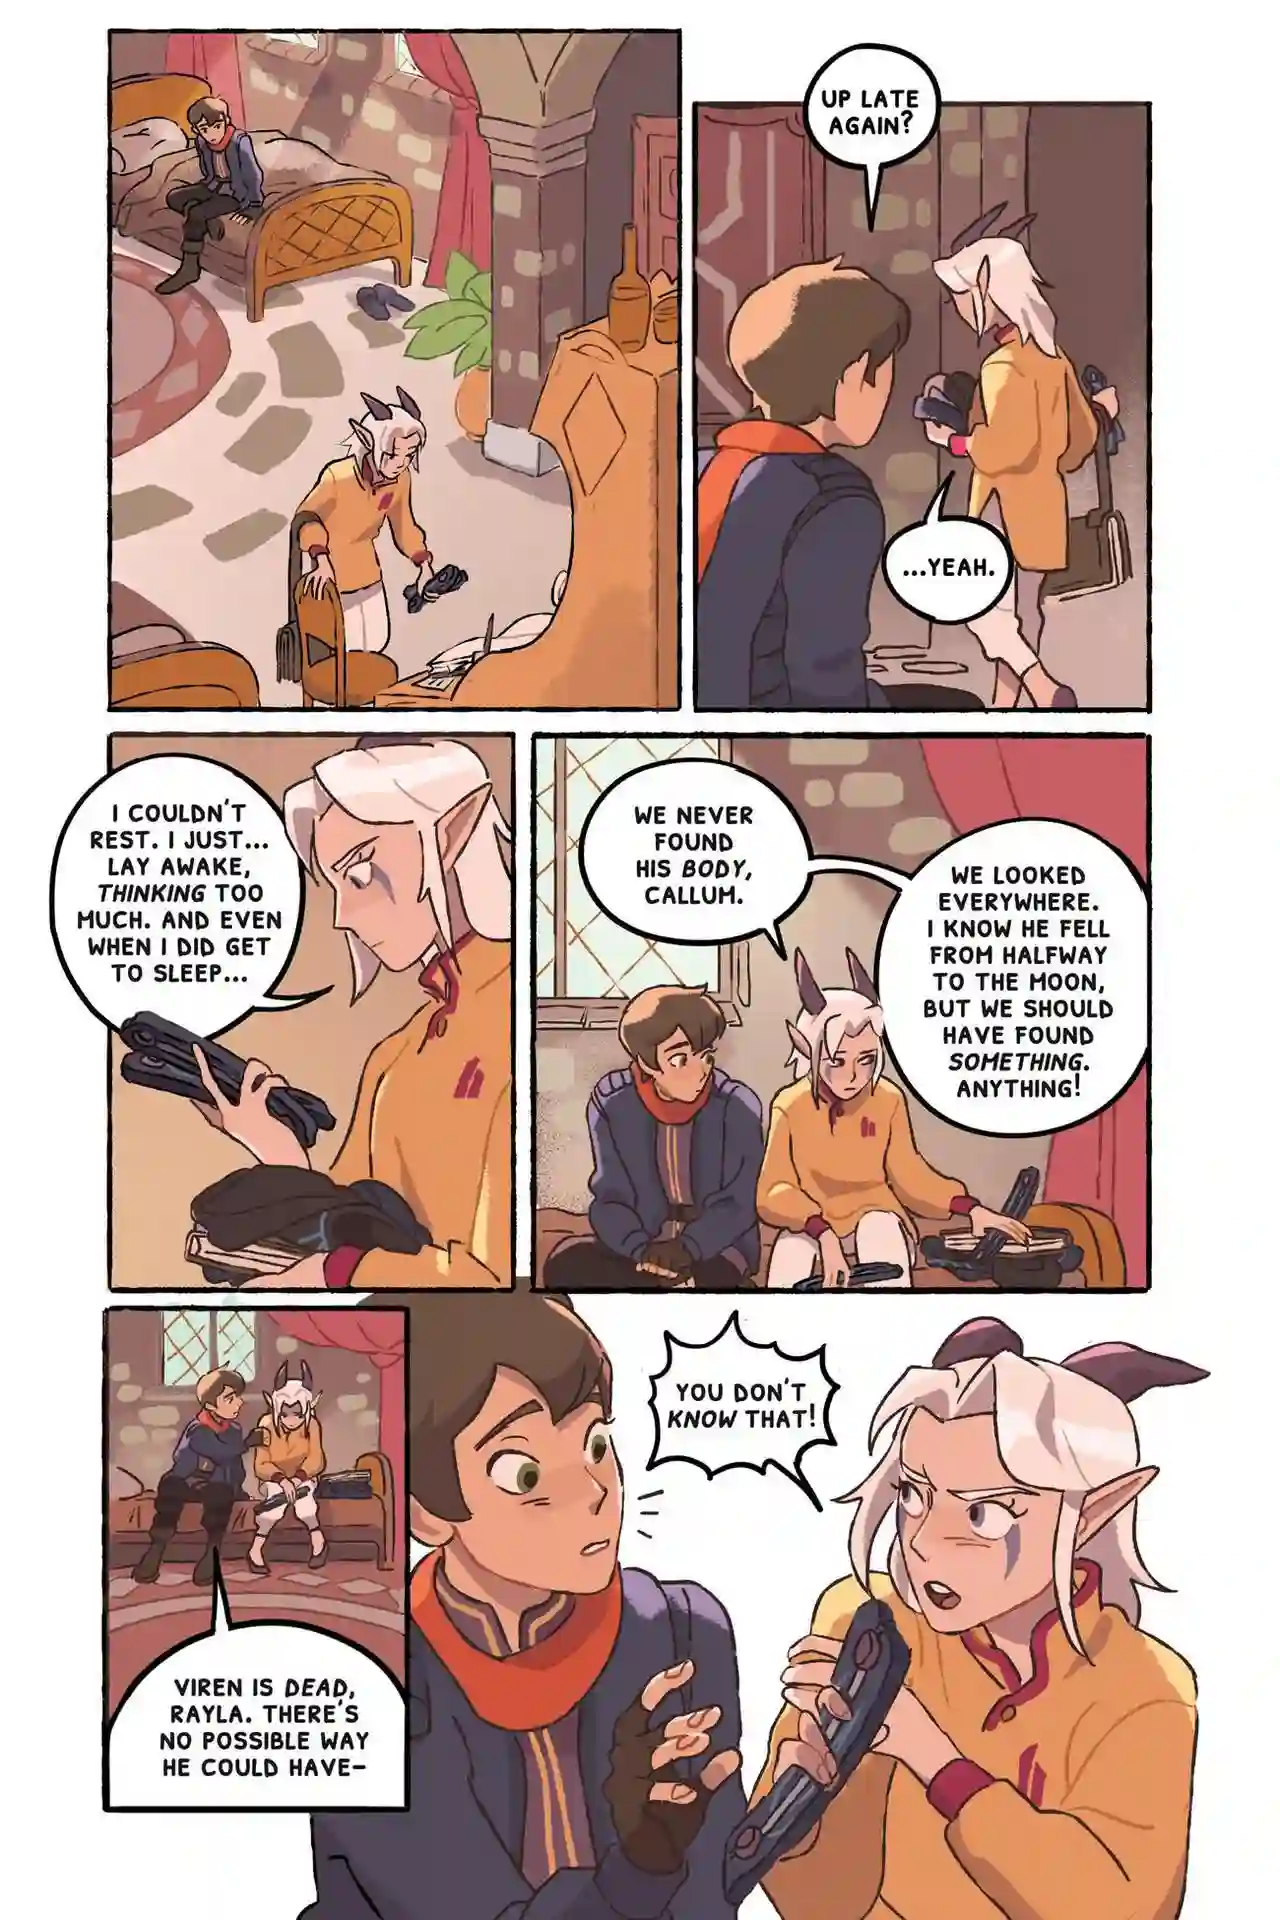 UP LATE
AGAIN?
...YEAH.
I COULDN'T
REST. I JUST...
LAY AWAKE,
THINKING TOO
MUCH. AND EVEN
WHEN I DID GET
TO SLEEP...
WE NEVER
FOUND
HIS BODY,
CALLUM.
WE LOOKED
EVERYWHERE.
I KNOW HE FELL
FROM HALFWAY
TO THE MOON,
BUT WE SHOULD
HAVE FOUND
SOMETHING.
ANYTHING!
VIREN IS DEAD,
RAYLA. THERE'S
NO POSSIBLE WAY
HE COULD HAVE-
YOU DON'T
KNOW THAT!